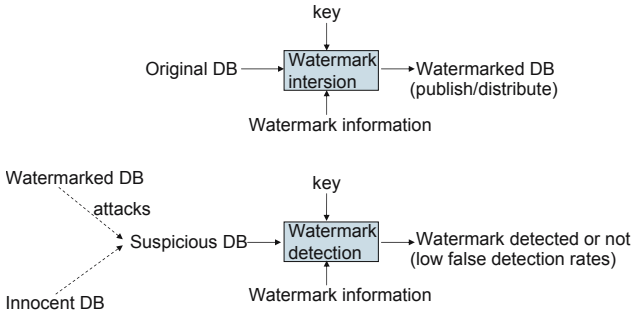 key
Original DB
Watermark
intersion
Watermarked DB
(publish/distribute)
Watermark information
Watermarked DB
attacks
Suspicious DB
Innocent DB
key
Watermark
detection
Watermark detected or not
(low false detection rates)
Watermark information